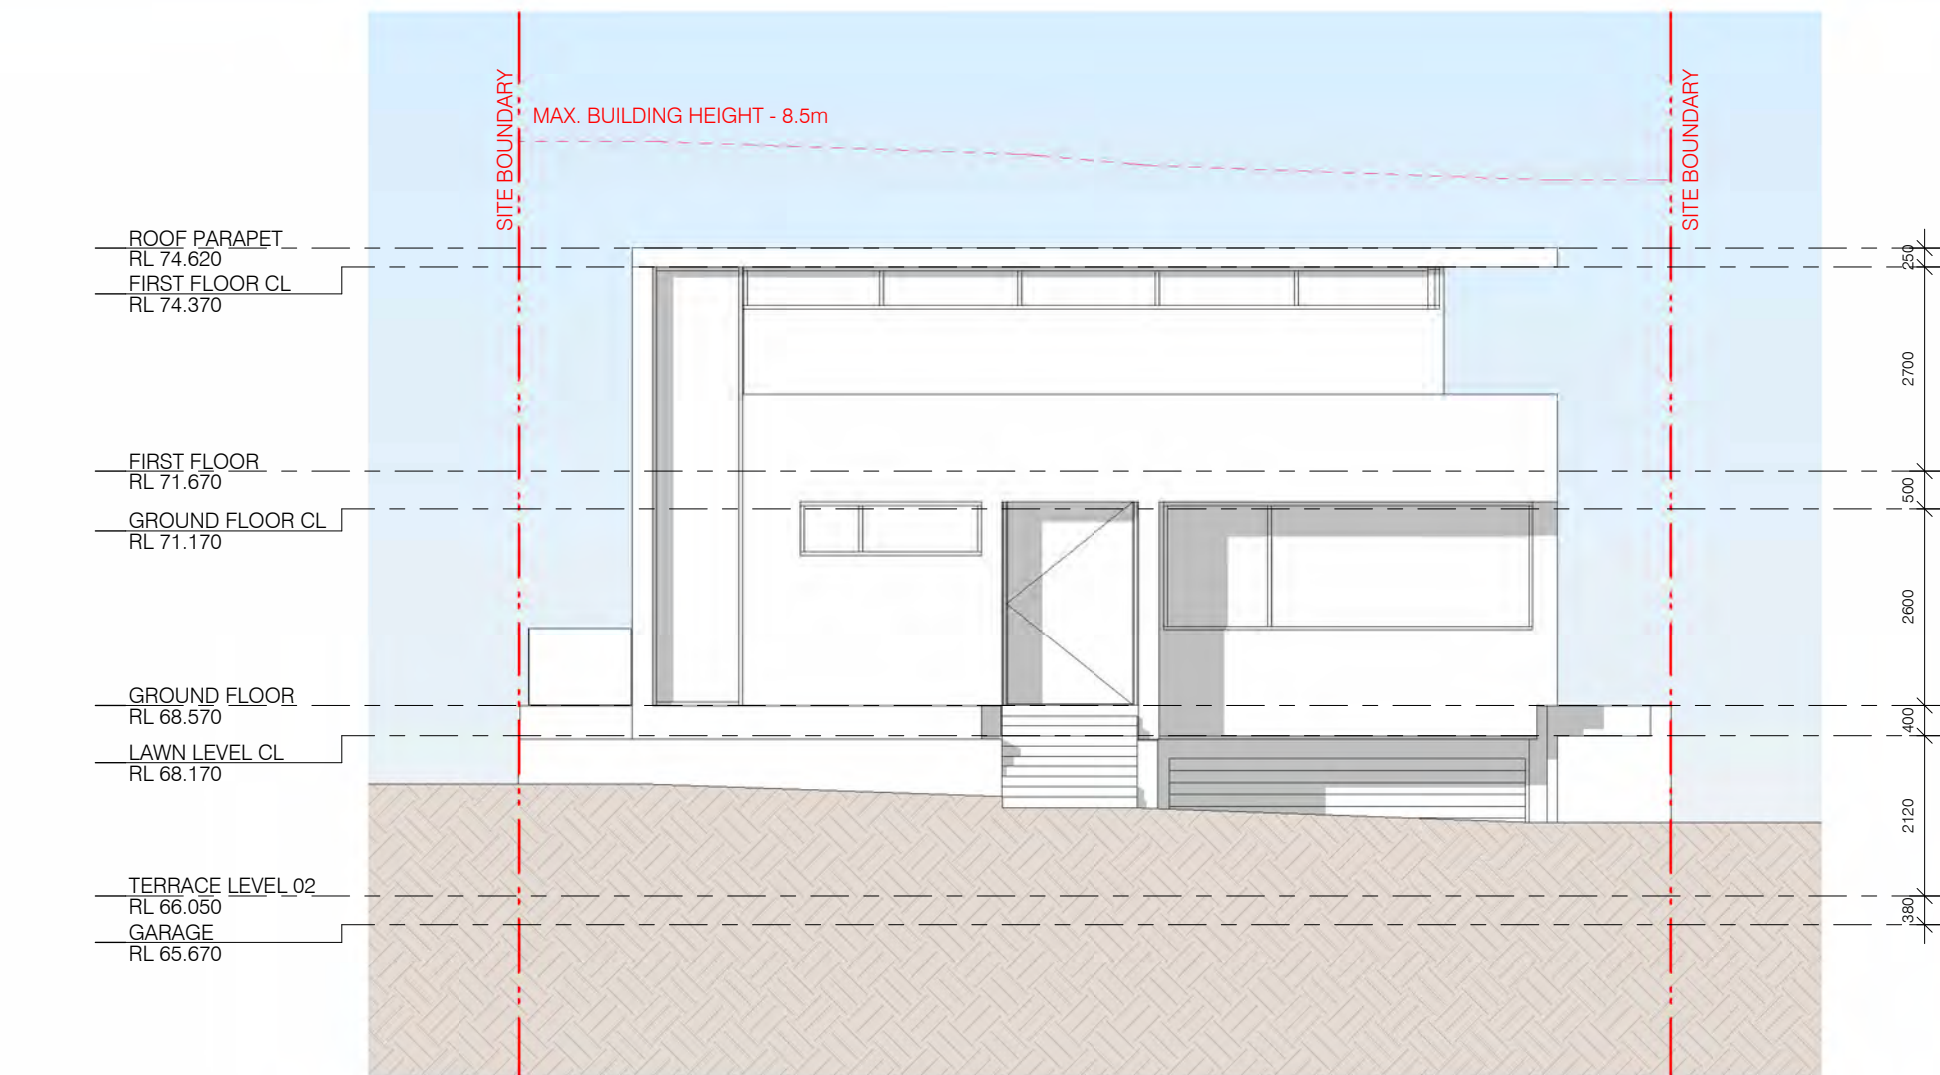 SITE BOUNDARY
MAX. BUILDING HEIGHT - 8.5m
SITE BOUNDARY
ROOF PARAPET
RL 74.620
FIRST FLOOR CL
RL 74.370
FIRST FLOOR
RL 71.670
GROUND FLOOR CL
RL 71.170
GROUND FLOOR
RL 68.570
LAWN LEVEL CL
RL 68.170
TERRACE LEVEL 02
RL 66.050
GARAGE
RL 65.670
250
2700
500
2600
400
2120
380